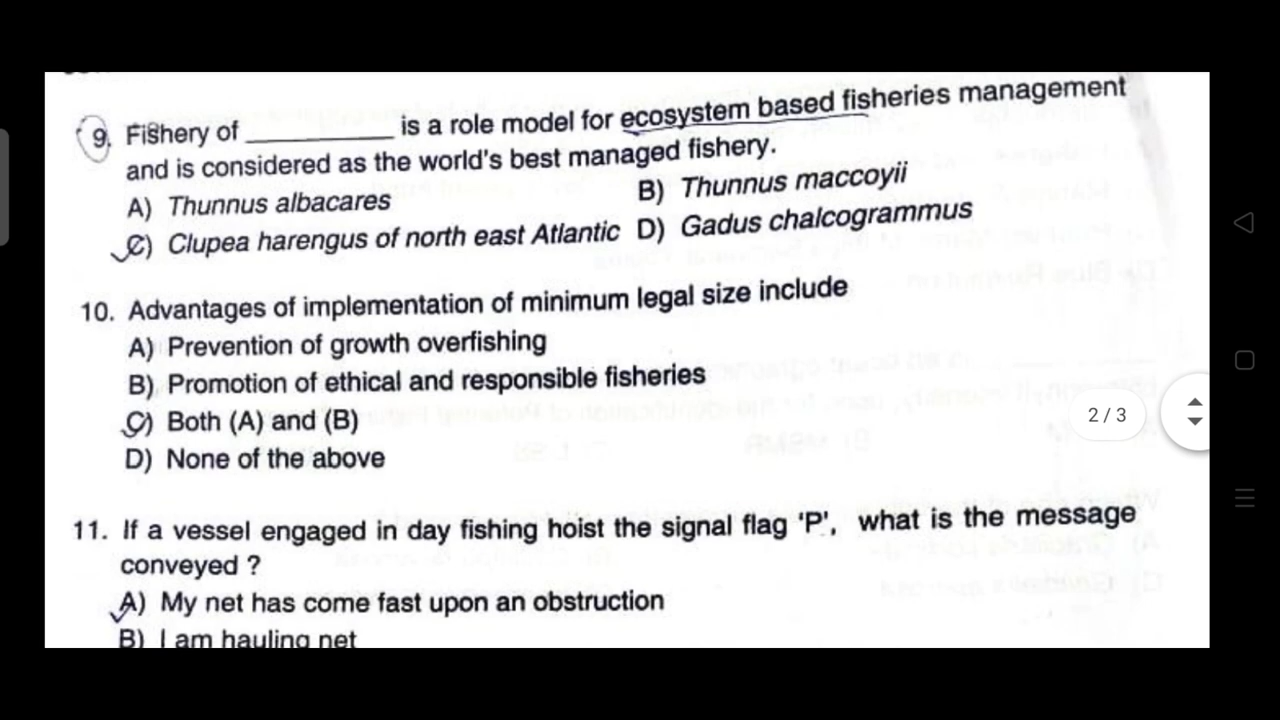 9. Fishery of __________ is a role model for ecosystem based fisheries management
and is considered as the world's best managed fishery.
A) Thunnus albacares B) Thunnus maccoyii
C) Clupea harengus of north east Atlantic D) Gadus chalcogrammus
10. Advantages of implementation of minimum legal size include
A) Prevention of growth overfishing
B) Promotion of ethical and responsible fisheries
C) Both (A) and (B)
D) None of the above
2 / 3
11. If a vessel engaged in day fishing hoist the signal flag 'P', what is the message
conveyed ?
A) My net has come fast upon an obstruction
B) I am hauling net